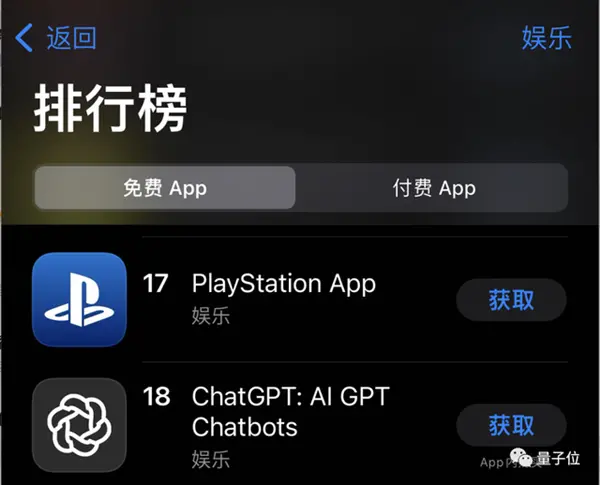 返回
娱乐
排行榜
免费 App
付费 App
17
PlayStation App
娱乐
获取
18
ChatGPT: AI GPT
Chatbots
娱乐
获取
App内
量子位